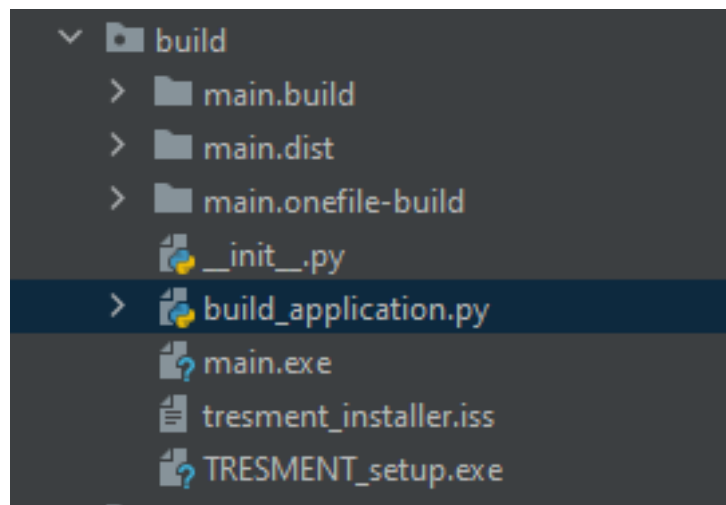 build
main.build
main.dist
main.onefile-build
__init__.py
build_application.py
main.exe
tresment_installer.iss
TRESMENT_setup.exe